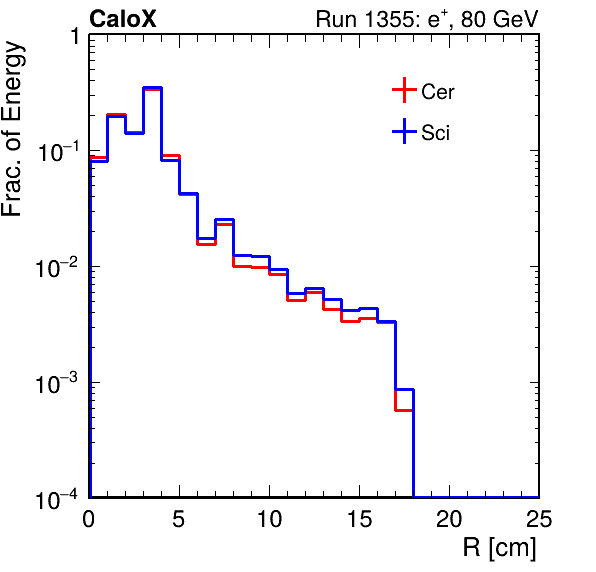 CaloX Run 1355: e⁺, 80 GeV
Frac. of Energy
1
10⁻¹
10⁻²
10⁻³
10⁻⁴
Cer
Sci
0 5 10 15 20 25
R [cm]